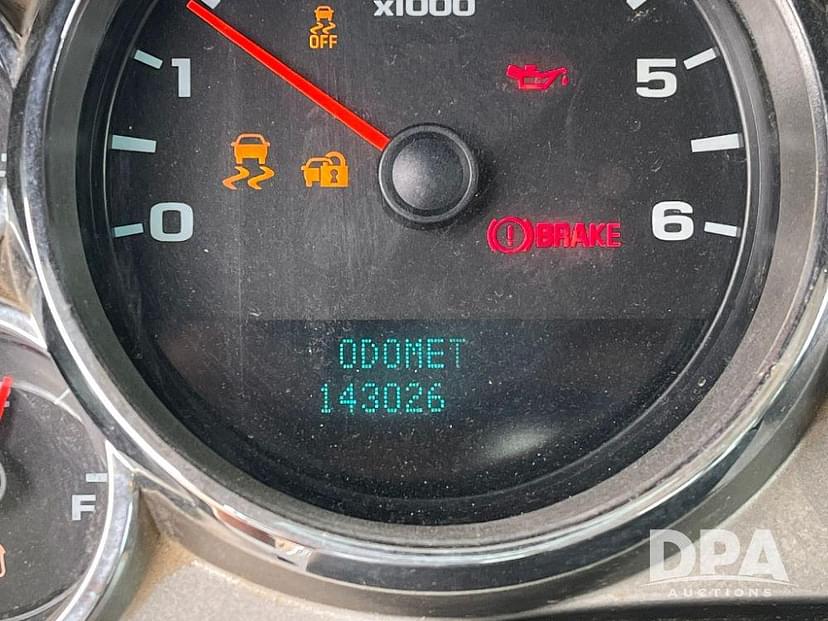 x1000
OFF
1
5
0
6
BRAKE
ODOMET
143026
F
DPA
AUCTIONS